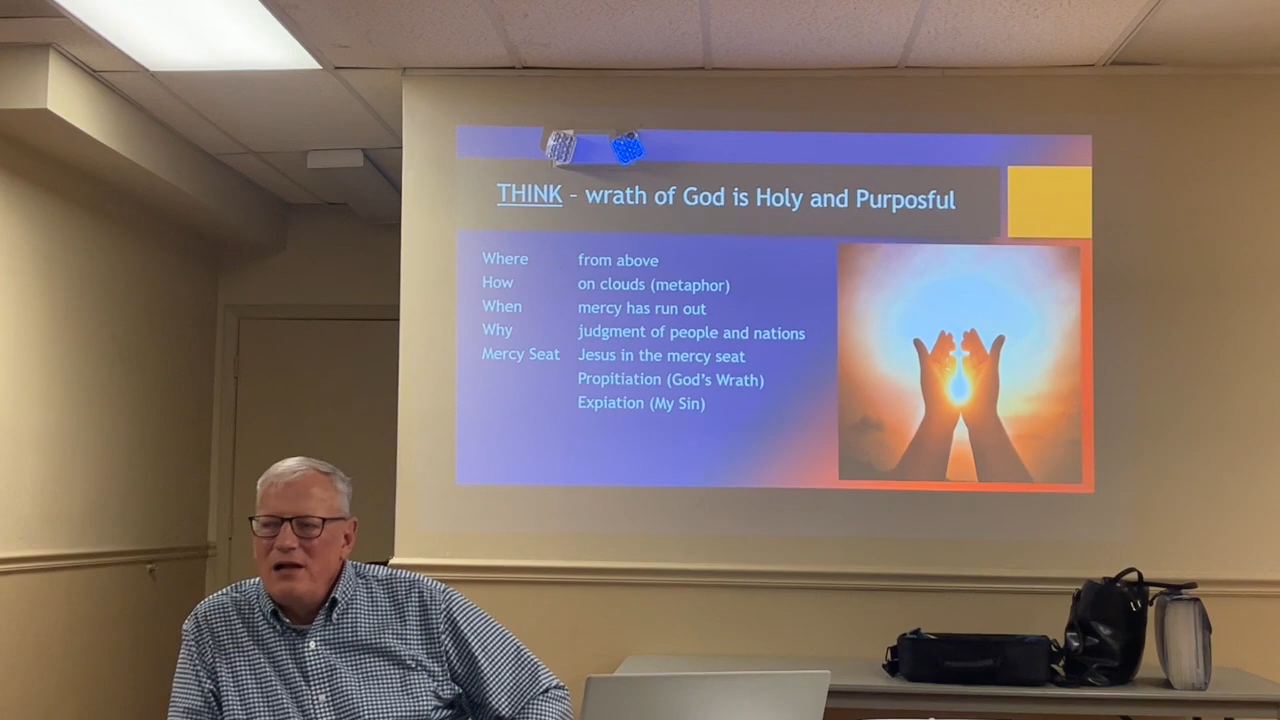 THINK - wrath of God is Holy and Purposful
Where from above
How on clouds (metaphor)
When mercy has run out
Why judgment of people and nations
Mercy Seat Jesus in the mercy seat
Propitiation (God's Wrath)
Expiation (My Sin)